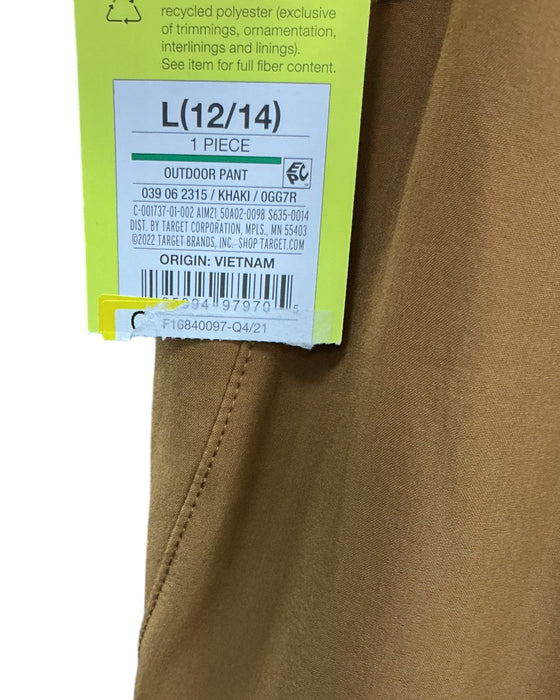 recycled polyester (exclusive
of trimmings, ornamentation,
interlinings and linings).
See item for full fiber content.
L(12/14)
1 PIECE
OUTDOOR PANT
EPC
039 06 2315 / KHAKI / 0GG7R
C-001737-01-002 AIM21 50A02-0098 S635-0014
DIST. BY TARGET CORPORATION, MPLS., MN 55403
©2022 TARGET BRANDS, INC. SHOP TARGET.COM
ORIGIN: VIETNAM
97970
5
F16840097-Q4/21